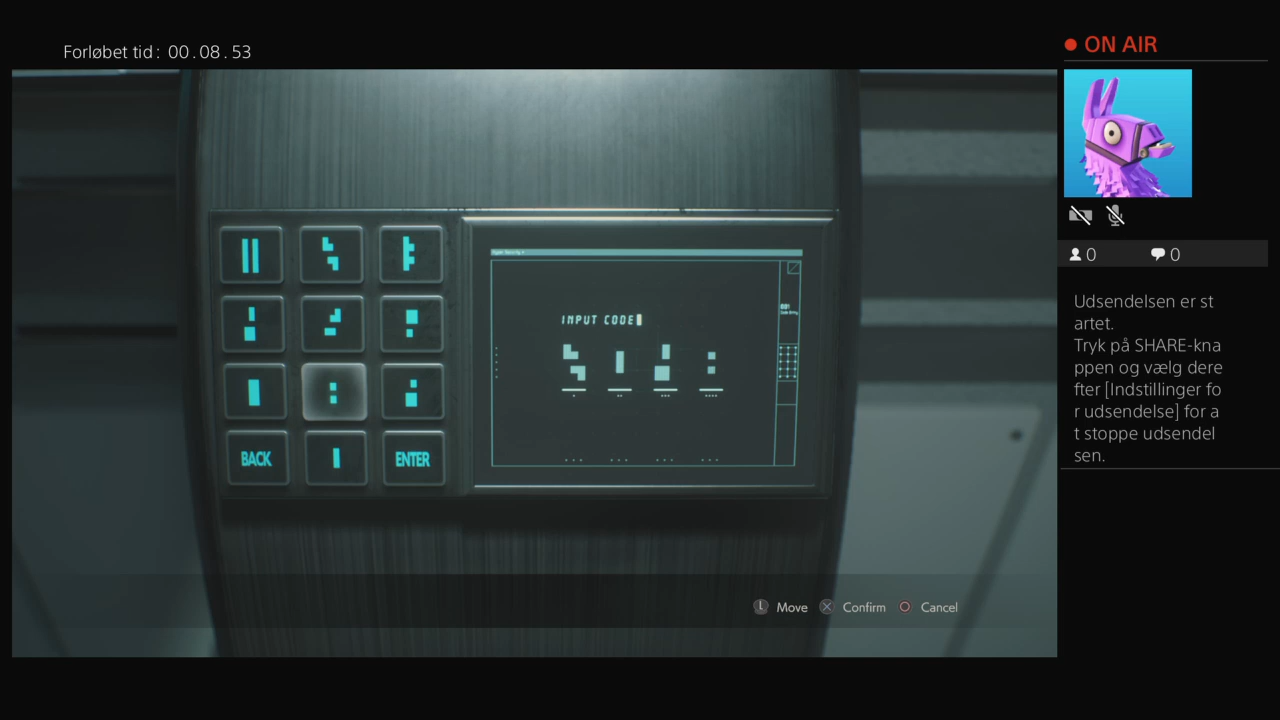 Forløbet tid: 00.08.53
ON AIR
0
0
Udsendelsen er st
artet.
Tryk på SHARE-kna
ppen og vælg dere
fter [Indstillinger fo
r udsendelse] for a
t stoppe udsendel
sen.
INPUT CODE
BACK
ENTER
Move
Confirm
Cancel